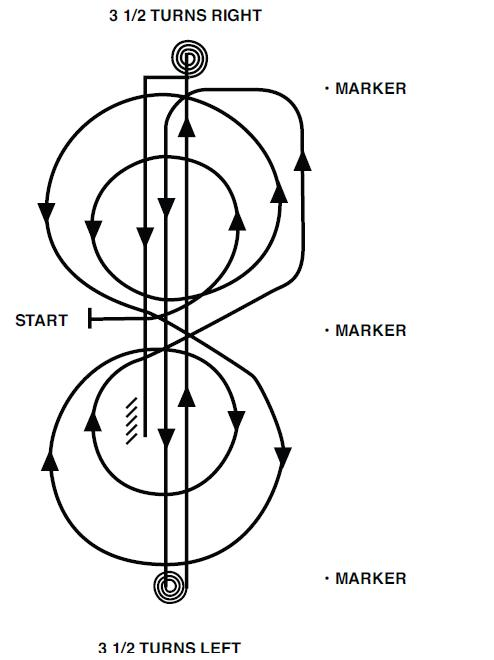 3 1/2 TURNS RIGHT
· MARKER
START
· MARKER
· MARKER
3 1/2 TURNS LEFT